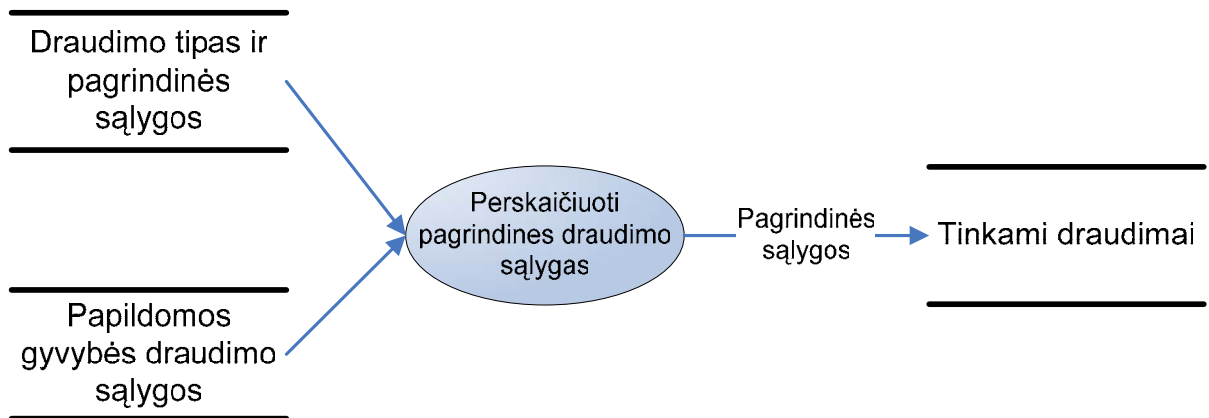 Draudimo tipas ir
pagrindinės
sąlygos
Papildomos
gyvybės draudimo
sąlygos
Perskaičiuoti
pagrindines draudimo
sąlygas
Pagrindinės
sąlygos
Tinkami draudimai